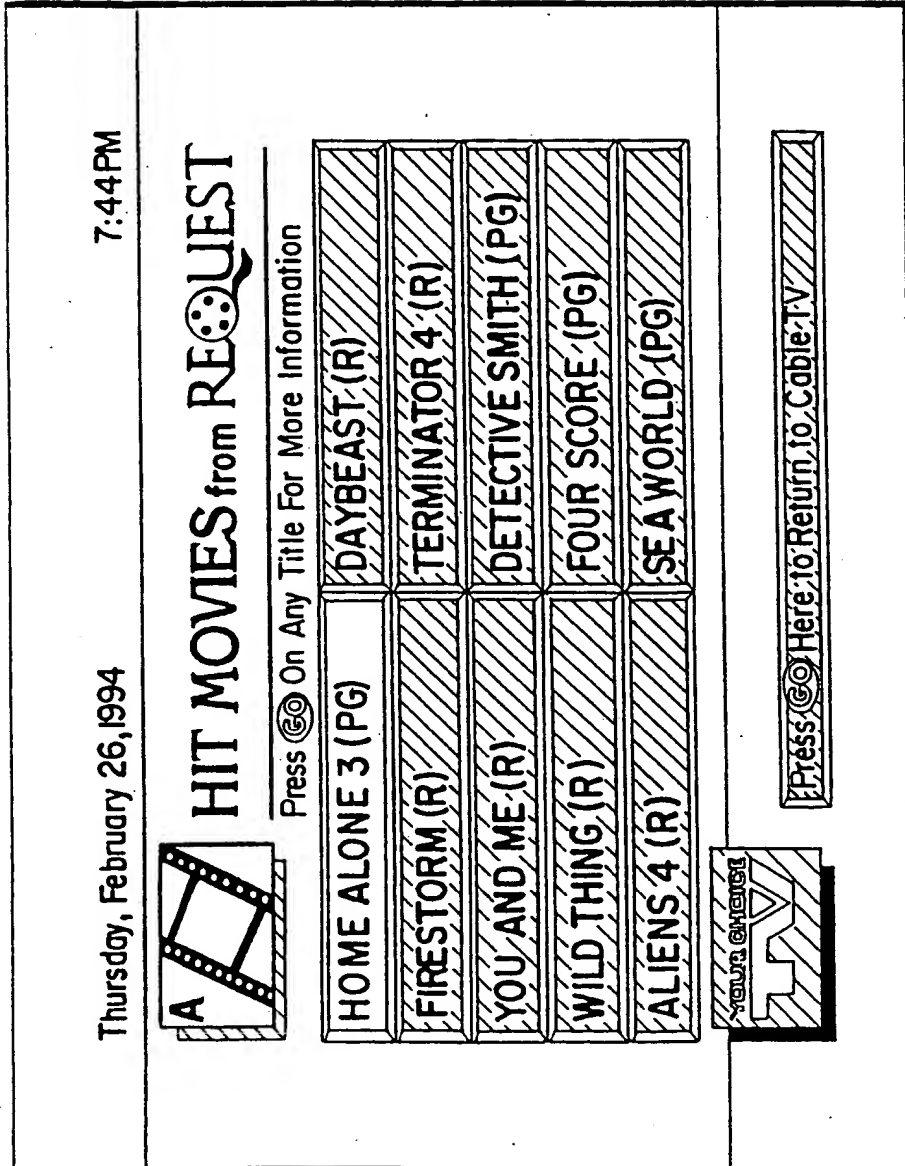 Thursday, February 26, 1994 7:44PM
A
HIT MOVIES from REQUEST
Press GO On Any Title For More Information
HOME ALONE 3 (PG) DAYBEAST (R)
FIRESTORM (R) TERMINATOR 4 (R)
YOU AND ME (R) DETECTIVE SMITH (PG)
WILD THING (R) FOUR SCORE (PG)
ALIENS 4 (R) SEA WORLD (PG)
YOUR CHOICE
TV
Press GO Here to Return to Cable TV